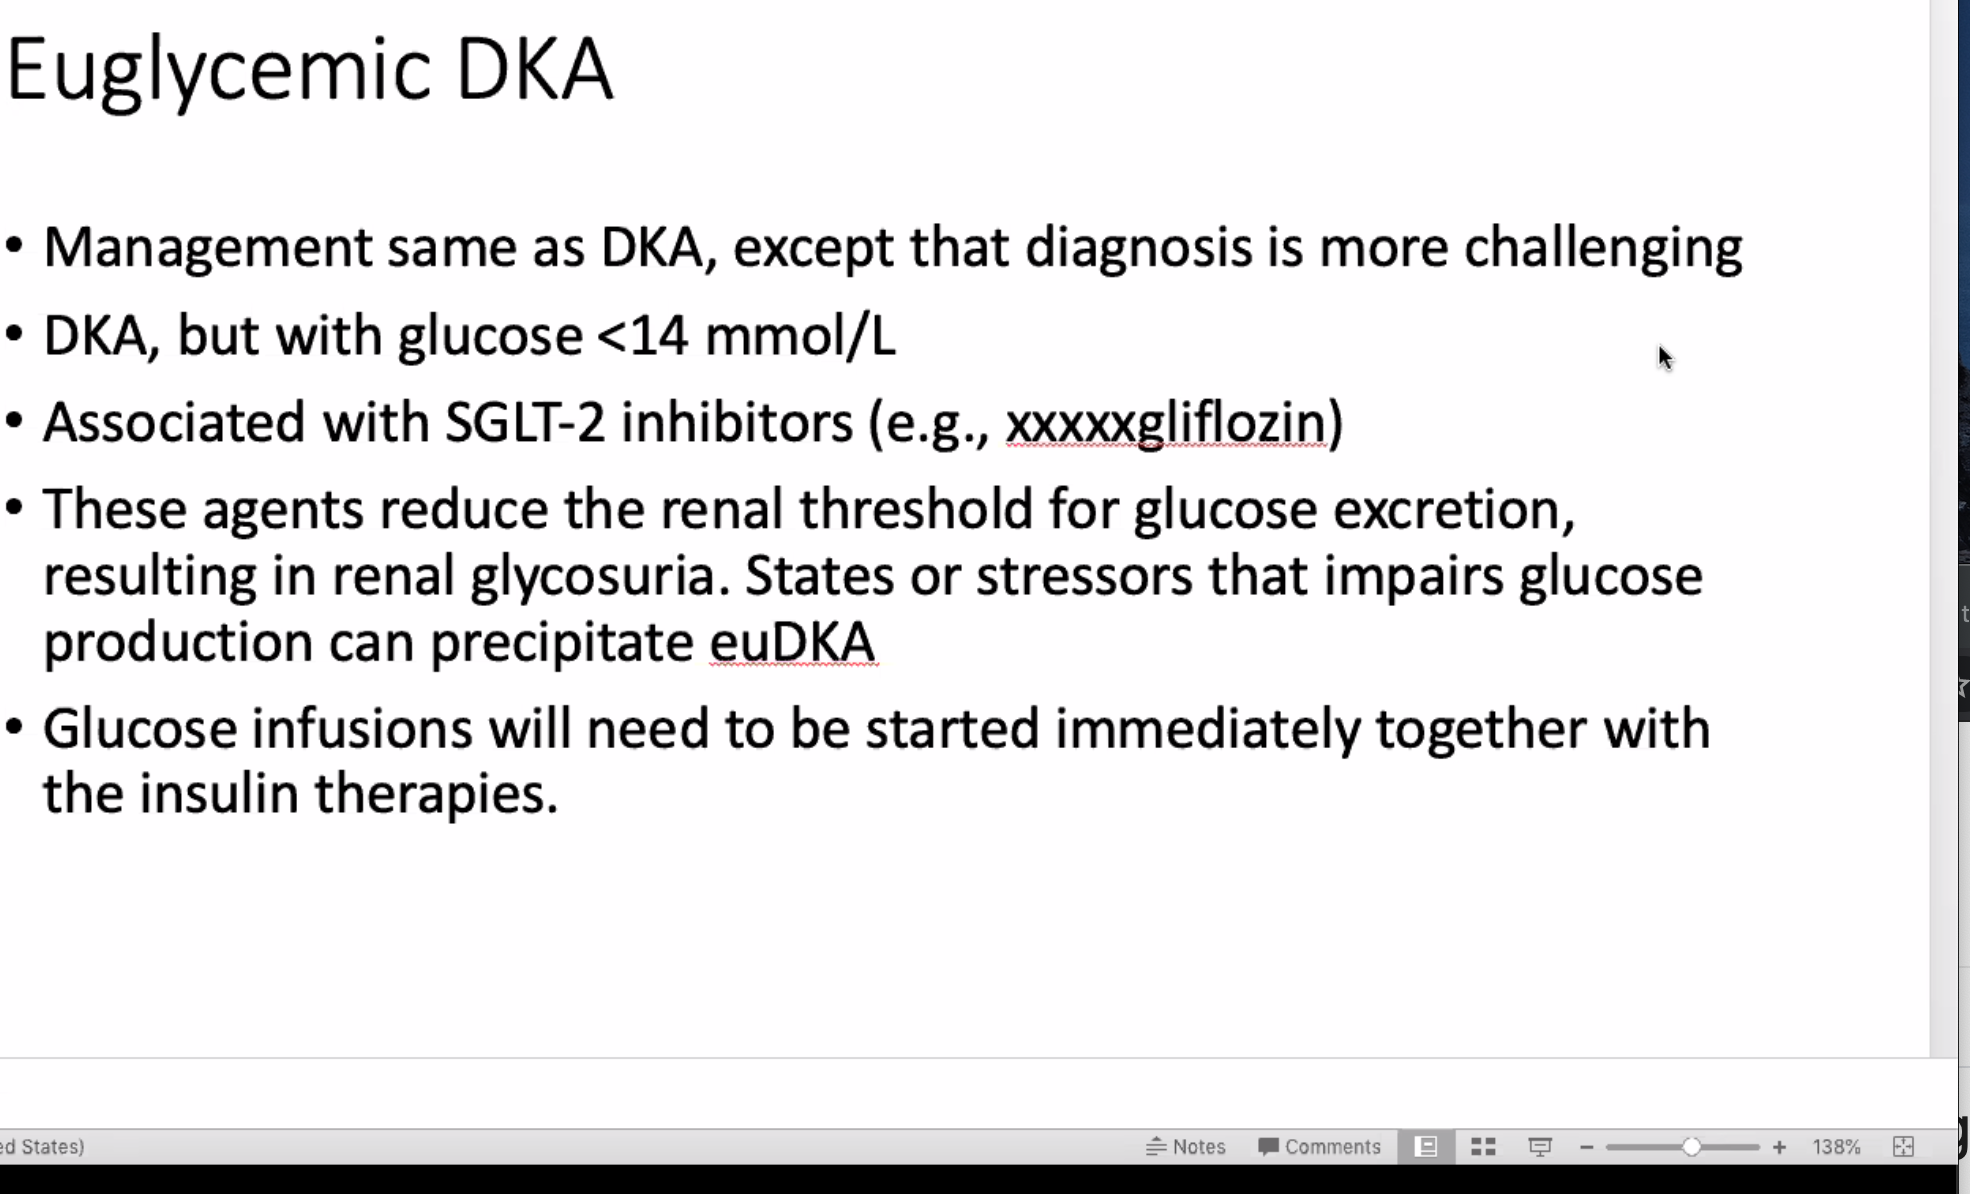 Euglycemic DKA
• Management same as DKA, except that diagnosis is more challenging
• DKA, but with glucose <14 mmol/L
• Associated with SGLT-2 inhibitors (e.g., xxxxxgliflozin)
• These agents reduce the renal threshold for glucose excretion,
resulting in renal glycosuria. States or stressors that impairs glucose
production can precipitate euDKA
• Glucose infusions will need to be started immediately together with
the insulin therapies.
ed States)
Notes
Comments
138%